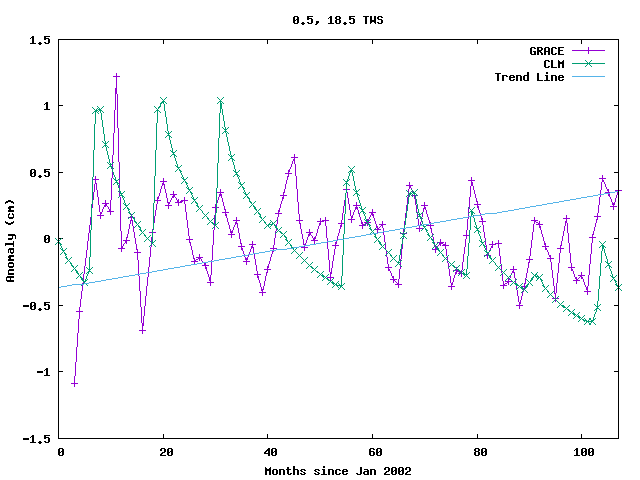 0.5, 18.5 TWS
GRACE
CLM
Trend Line
1.5
1
0.5
0
-0.5
-1
-1.5
Anomaly (cm)
0 20 40 60 80 100
Months since Jan 2002